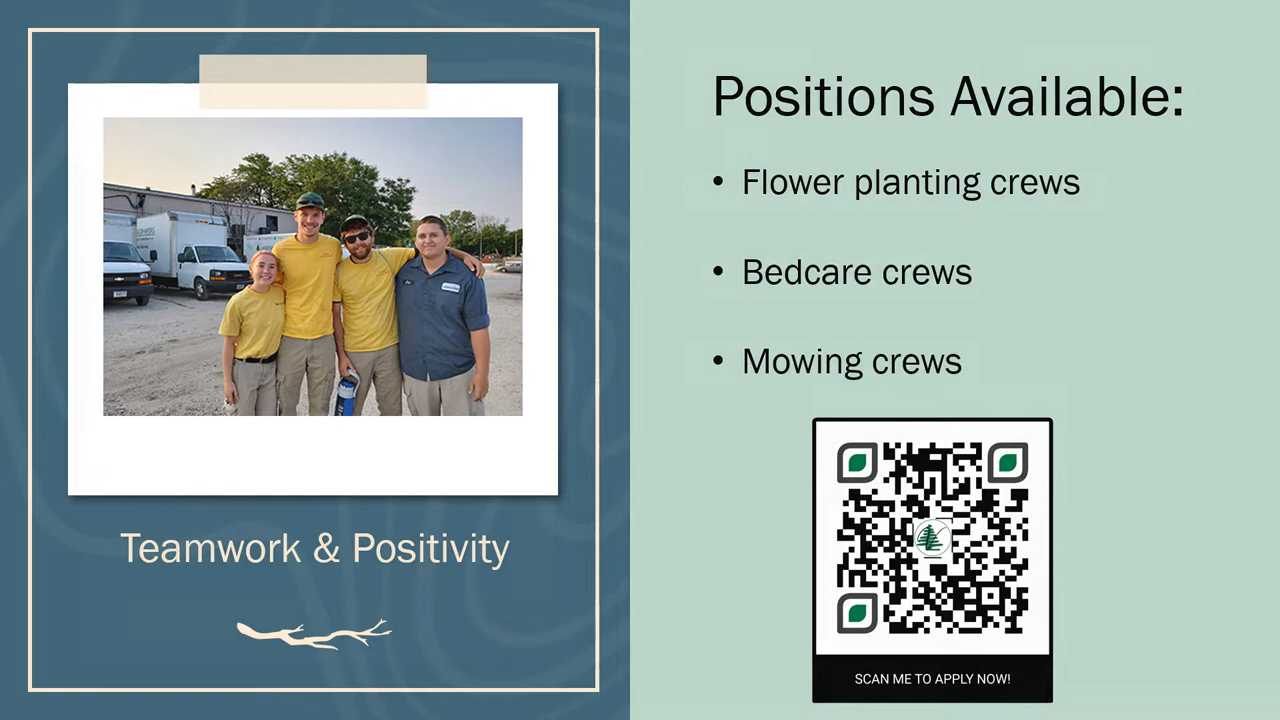 Teamwork & Positivity
Positions Available:
• Flower planting crews
• Bedcare crews
• Mowing crews
SCAN ME TO APPLY NOW!